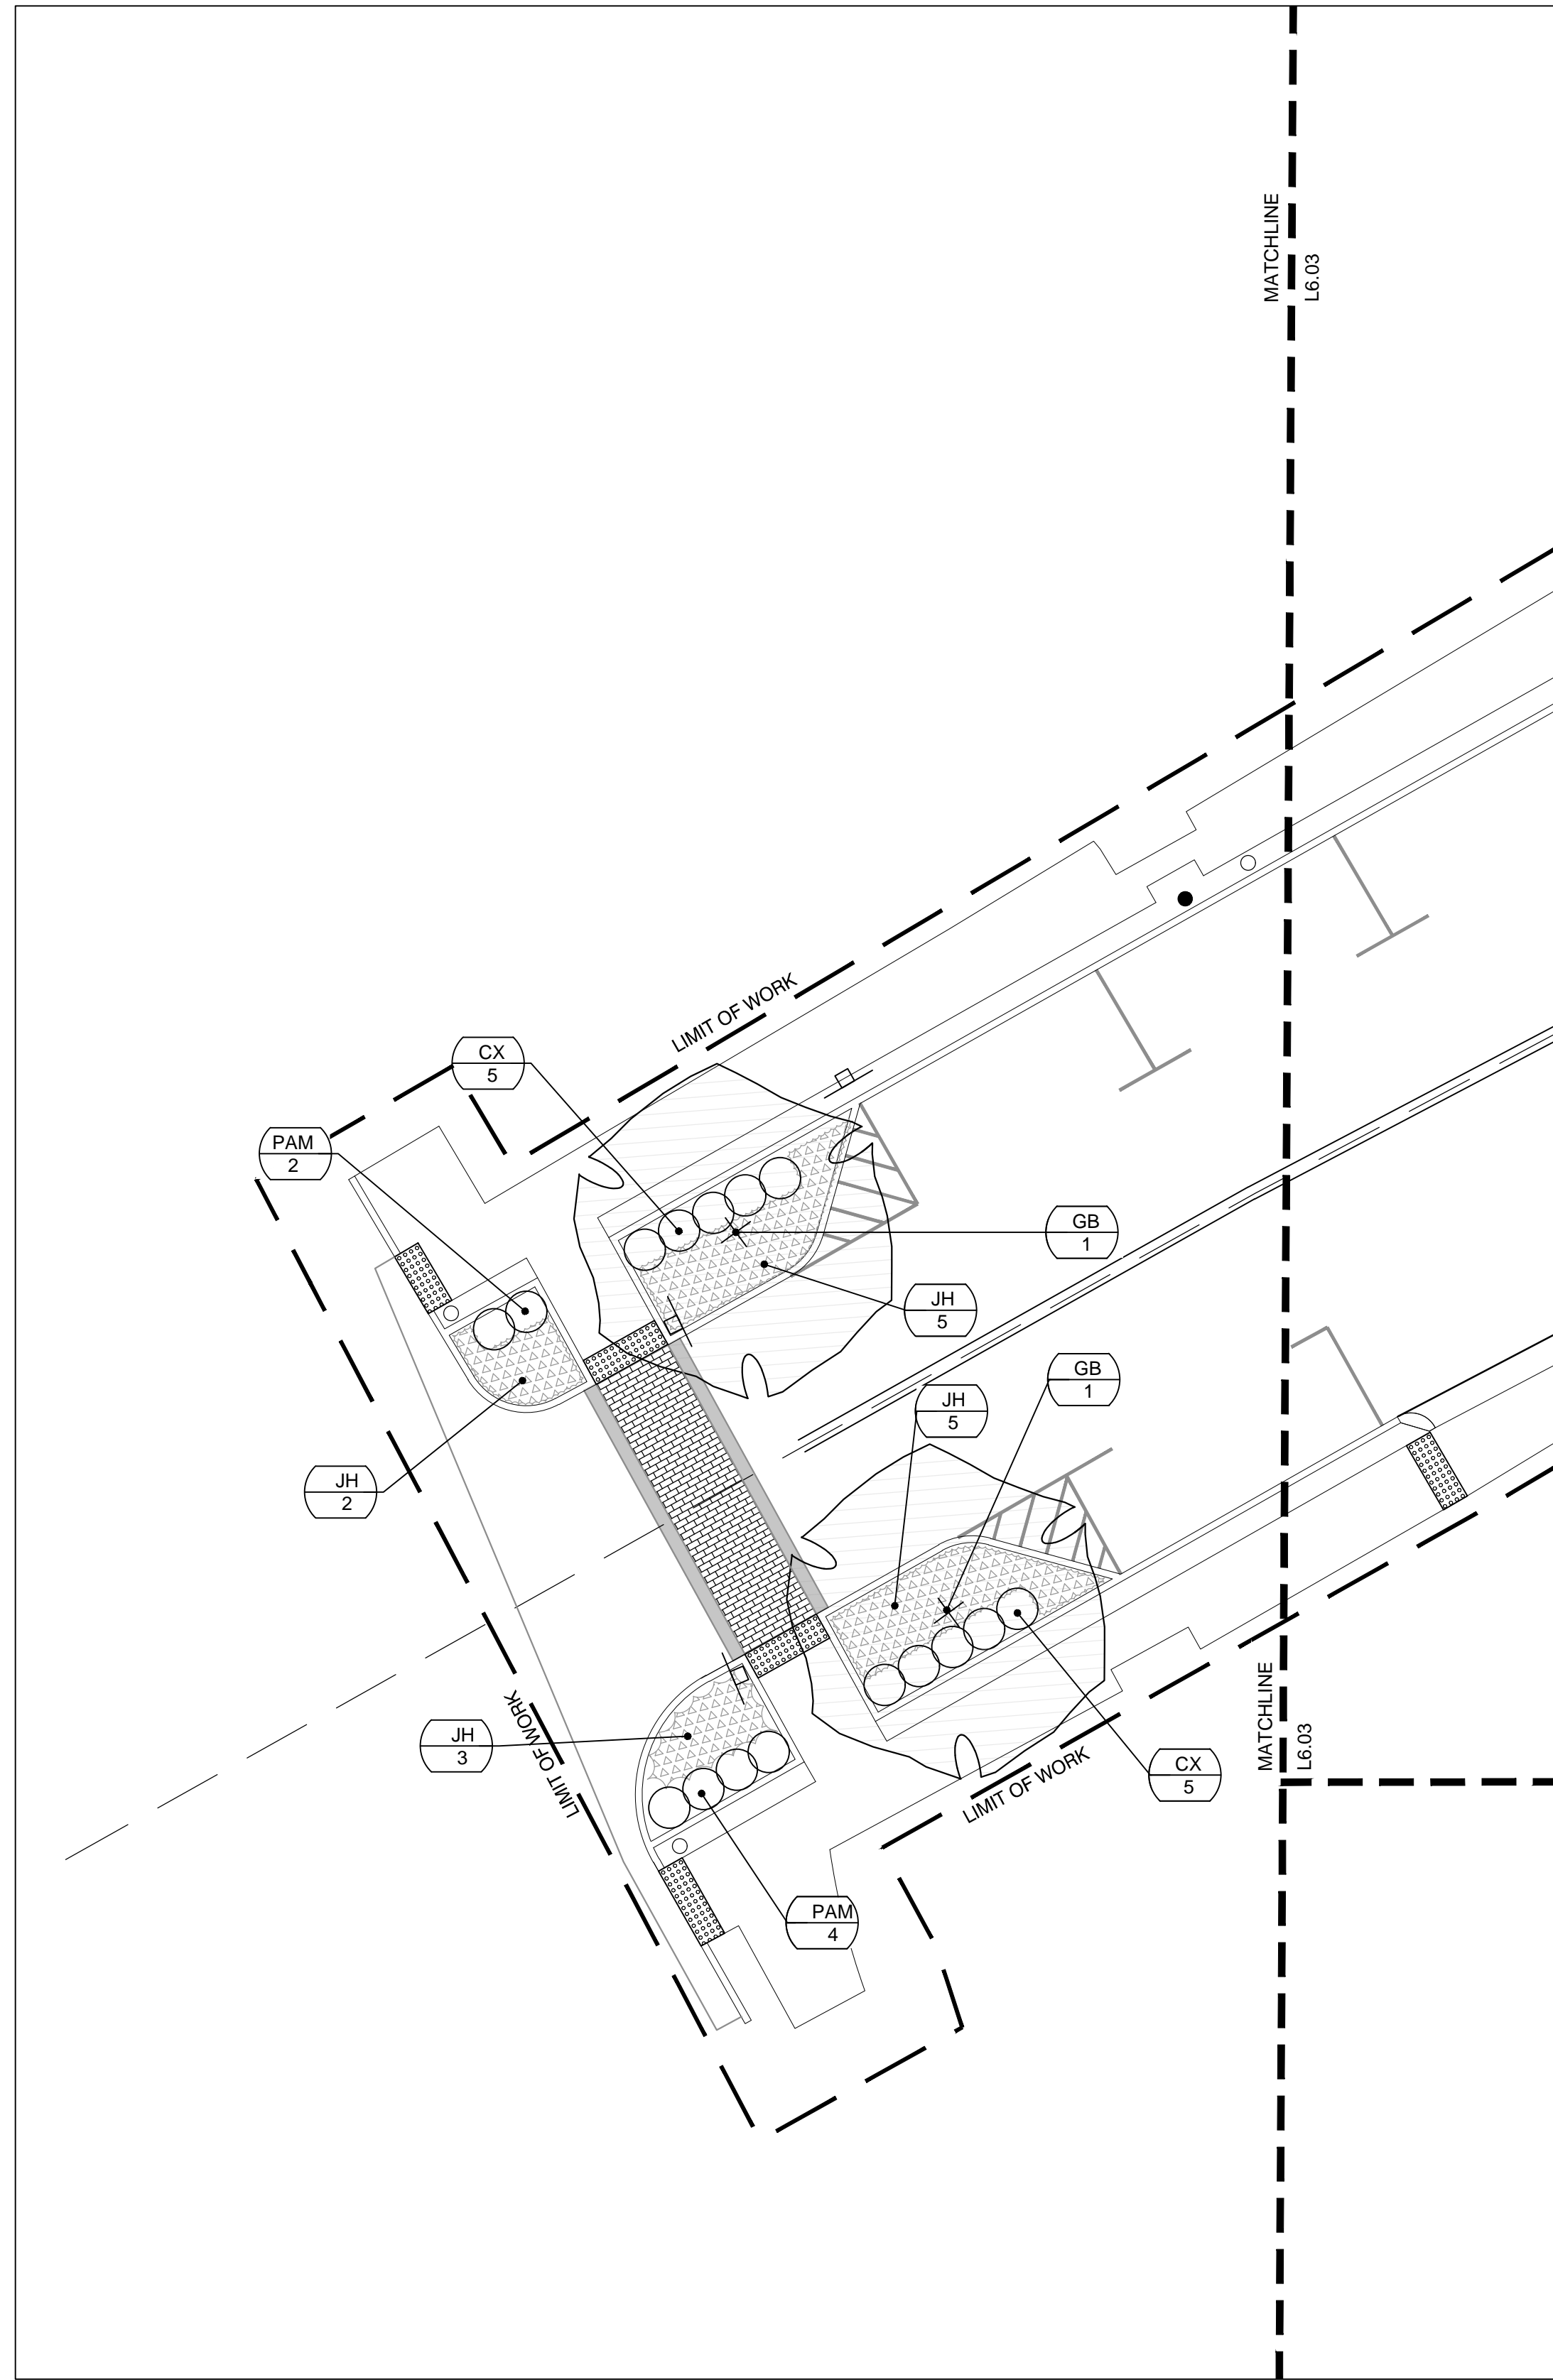 MATCHLINE
L6.03
LIMIT OF WORK
CX
5
PAM
2
GB
1
JH
5
GB
1
JH
5
JH
2
LIMIT OF WORK
JH
3
MATCHLINE
L6.03
CX
5
LIMIT OF WORK
PAM
4